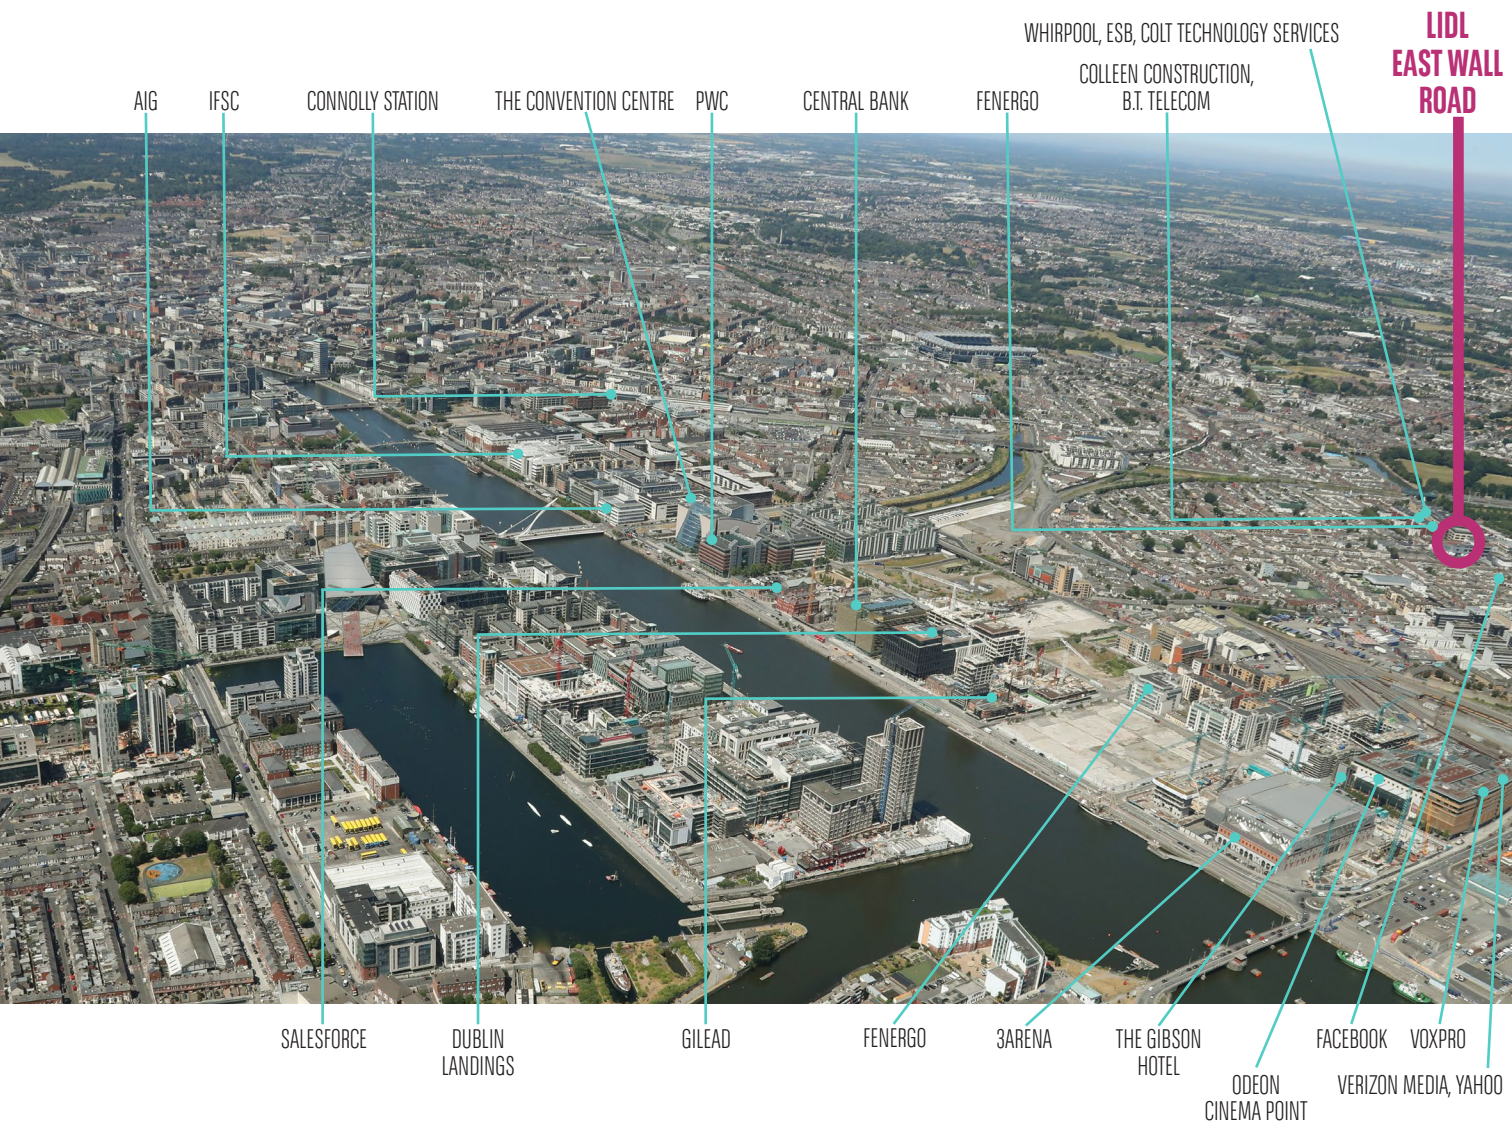 WHIRPOOL, ESB, COLT TECHNOLOGY SERVICES
LIDL
EAST WALL
ROAD
COLLEEN CONSTRUCTION,
B.T. TELECOM
AIG
IFSC
CONNOLLY STATION
THE CONVENTION CENTRE
PWC
CENTRAL BANK
FENERGO
SALESFORCE
DUBLIN
LANDINGS
GILEAD
FENERGO
3ARENA
THE GIBSON
HOTEL
ODEON
CINEMA POINT
FACEBOOK
VOXPRO
VERIZON MEDIA, YAHOO